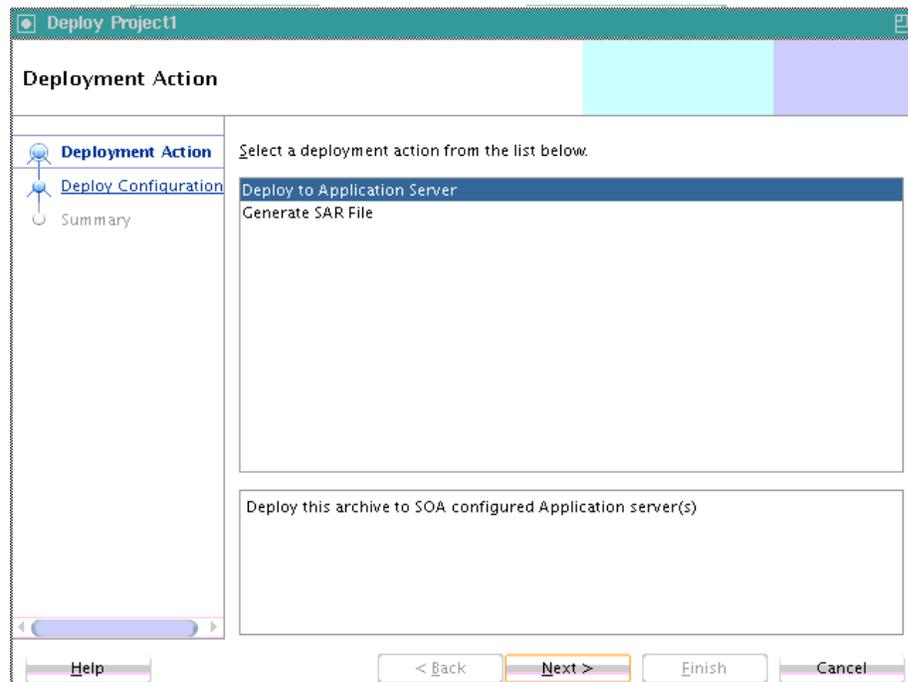 Deploy Project1
Deployment Action
Deployment Action
Deploy Configuration
Summary
Select a deployment action from the list below.
Deploy to Application Server
Generate SAR File
Deploy this archive to SOA configured Application server(s)
Help
< Back
Next >
Finish
Cancel